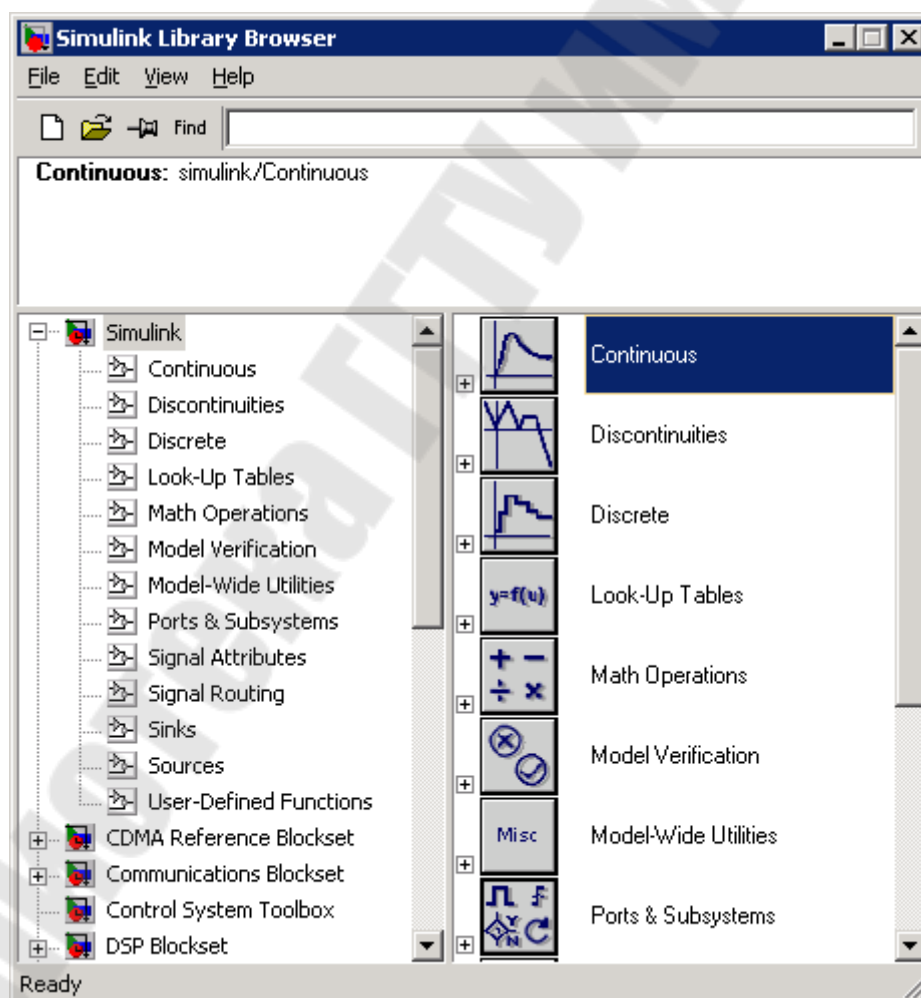 Simulink Library Browser
File Edit View Help
Find
Continuous: simulink/Continuous
Simulink
Continuous
Discontinuities
Discrete
Look-Up Tables
Math Operations
Model Verification
Model-Wide Utilities
Ports & Subsystems
Signal Attributes
Signal Routing
Sinks
Sources
User-Defined Functions
CDMA Reference Blockset
Communications Blockset
Control System Toolbox
DSP Blockset
Continuous
Discontinuities
Discrete
y=f(u)
Look-Up Tables
Math Operations
Model Verification
Misc
Model-Wide Utilities
Y
N
Ports & Subsystems
Ready
ГГТУ